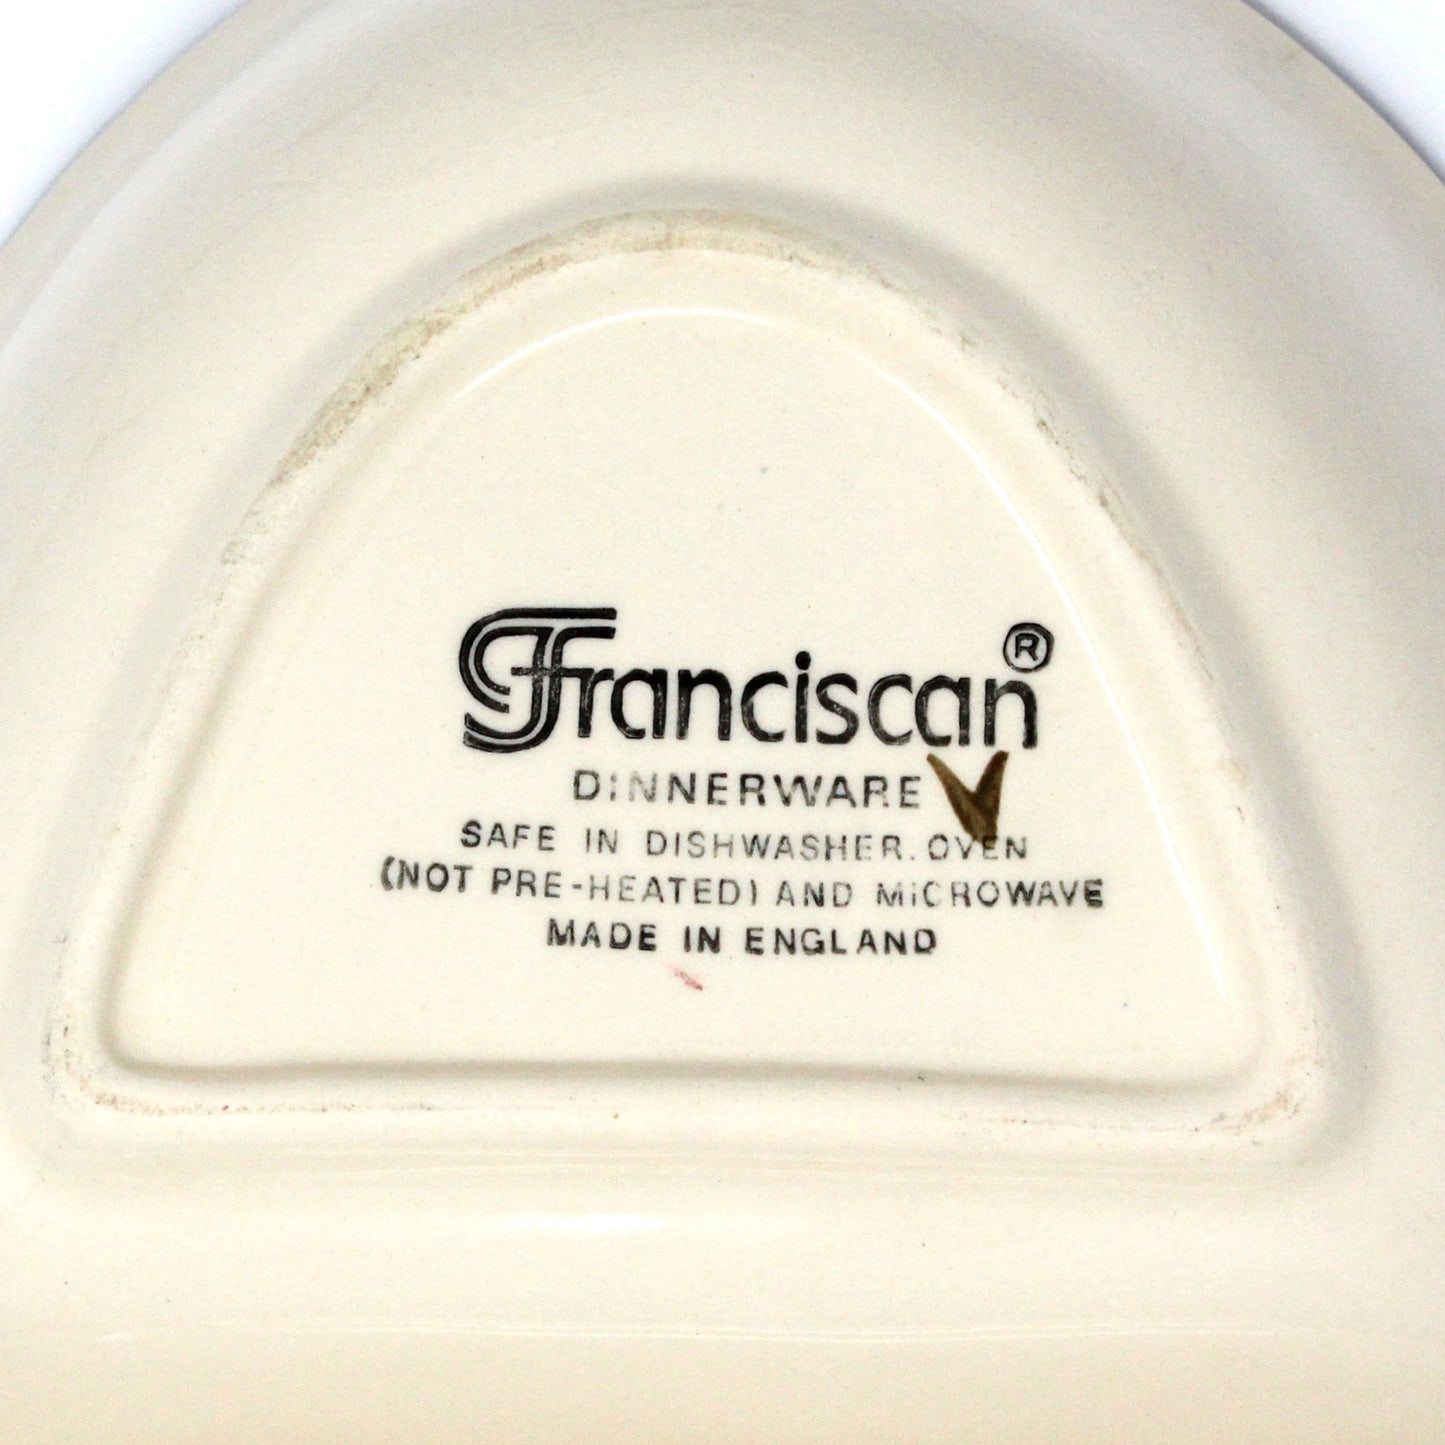 Franciscan®
DINNERWARE
SAFE IN DISHWASHER. OVEN
(NOT PRE-HEATED) AND MICROWAVE
MADE IN ENGLAND